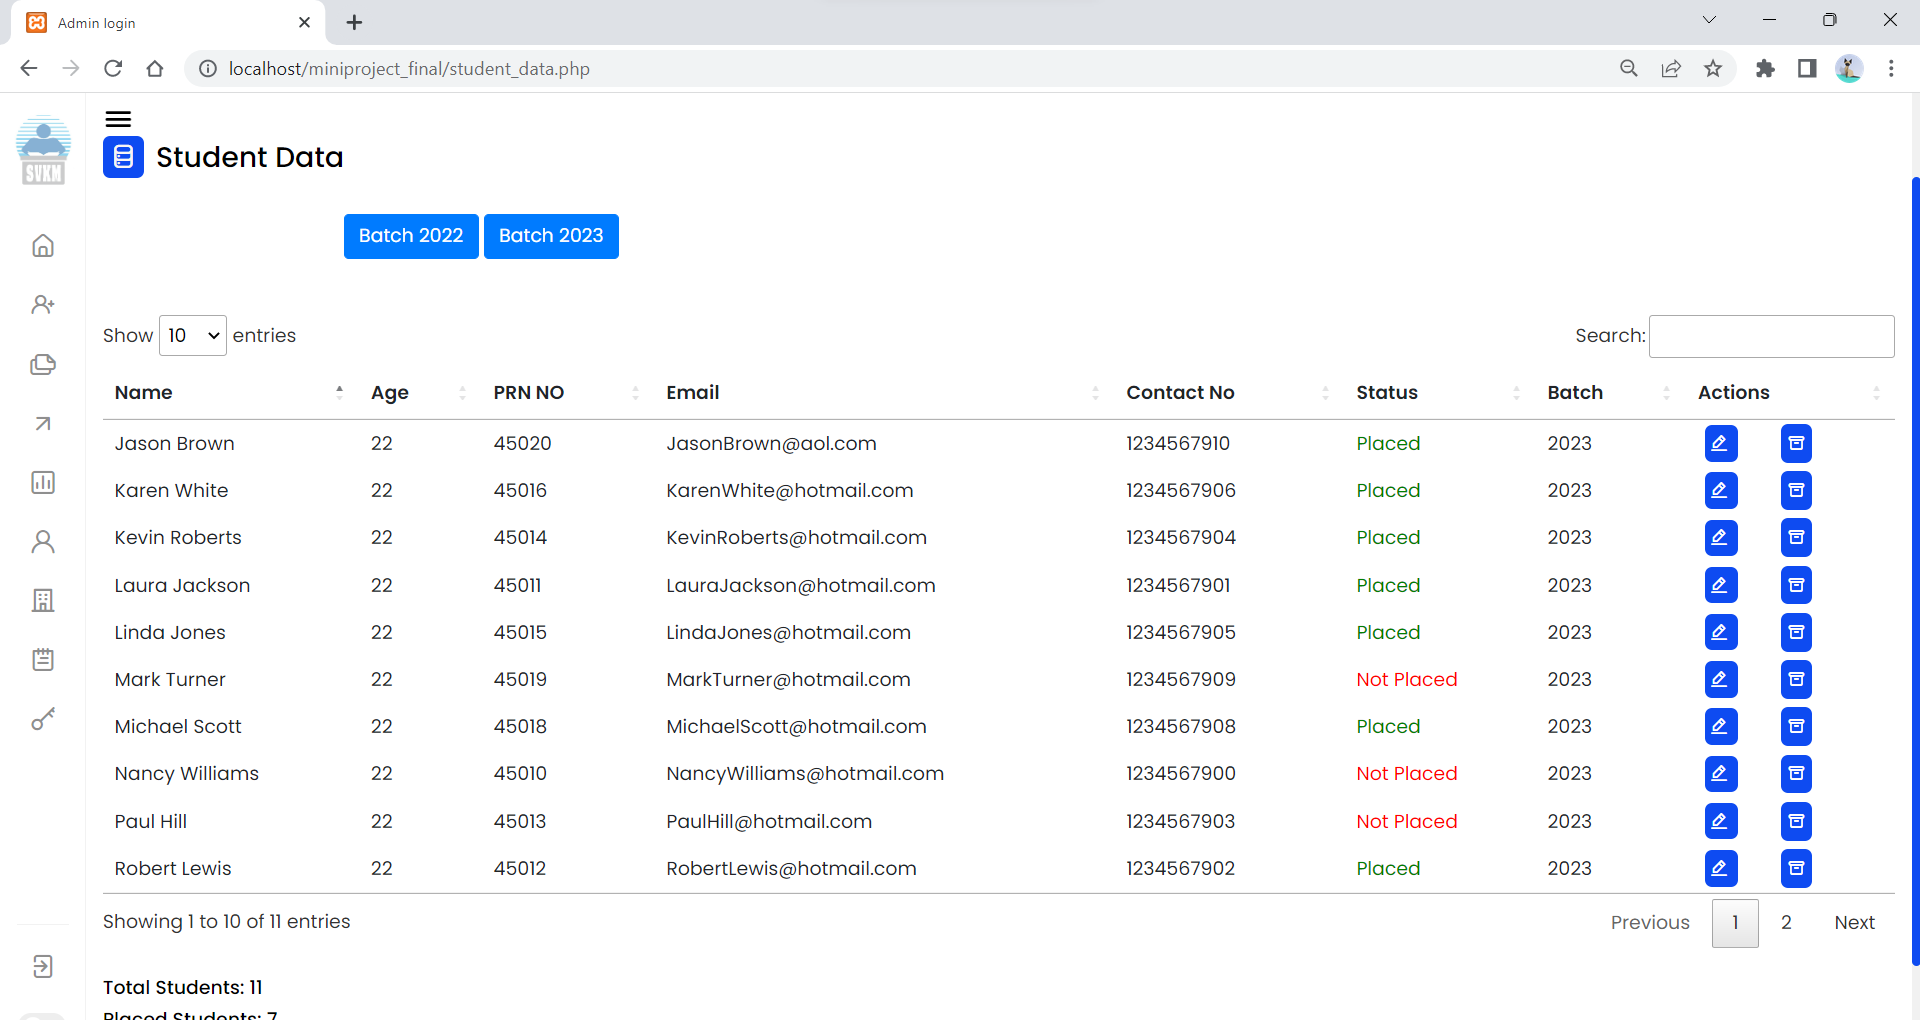 Admin login
localhost/miniproject_final/student_data.php
SVKM
Student Data
Batch 2022 Batch 2023
Show 10 entries Search:
Name Age PRN NO Email Contact No Status Batch Actions
Jason Brown 22 45020 JasonBrown@aol.com 1234567910 Placed 2023
Karen White 22 45016 KarenWhite@hotmail.com 1234567906 Placed 2023
Kevin Roberts 22 45014 KevinRoberts@hotmail.com 1234567904 Placed 2023
Laura Jackson 22 45011 LauraJackson@hotmail.com 1234567901 Placed 2023
Linda Jones 22 45015 LindaJones@hotmail.com 1234567905 Placed 2023
Mark Turner 22 45019 MarkTurner@hotmail.com 1234567909 Not Placed 2023
Michael Scott 22 45018 MichaelScott@hotmail.com 1234567908 Placed 2023
Nancy Williams 22 45010 NancyWilliams@hotmail.com 1234567900 Not Placed 2023
Paul Hill 22 45013 PaulHill@hotmail.com 1234567903 Not Placed 2023
Robert Lewis 22 45012 RobertLewis@hotmail.com 1234567902 Placed 2023
Showing 1 to 10 of 11 entries Previous 1 2 Next
Total Students: 11
Placed Students: 7